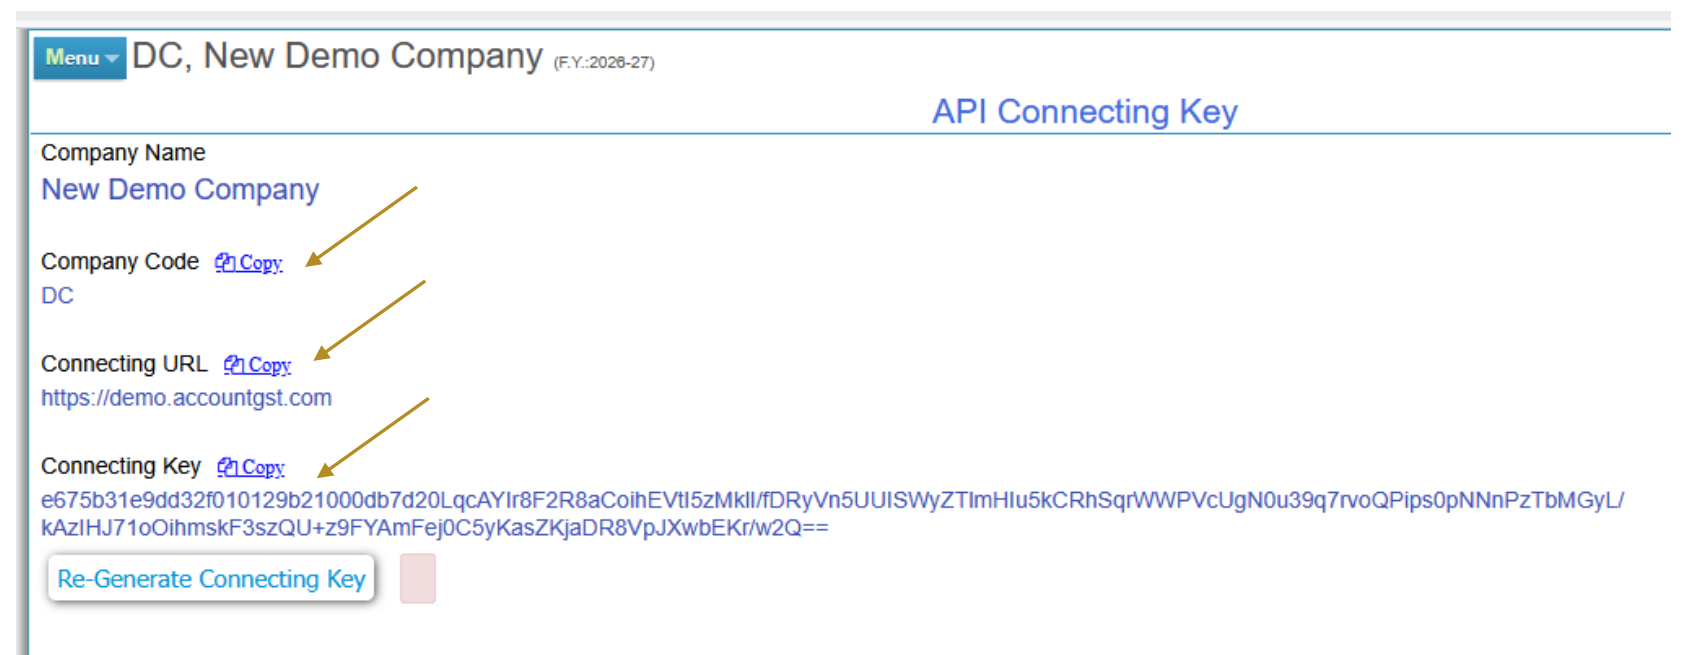 Menu DC, New Demo Company (F.Y.:2026-27)
API Connecting Key
Company Name
New Demo Company
Company Code Copy
DC
Connecting URL Copy
https://demo.accountgst.com
Connecting Key Copy
e675b31e9dd32f010129b21000db7d20LqcAYIr8F2R8aCoihEVtI5zMkII/fDRyVn5UUISWyZTlmHIu5kCRhSqrWWPVcUgN0u39q7rvoQPips0pNNnPzTbMGyL/
kAzIHJ71oOihmskF3szQU+z9FYAmFej0C5yKasZKjaDR8VpJXwbEKr/w2Q==
Re-Generate Connecting Key